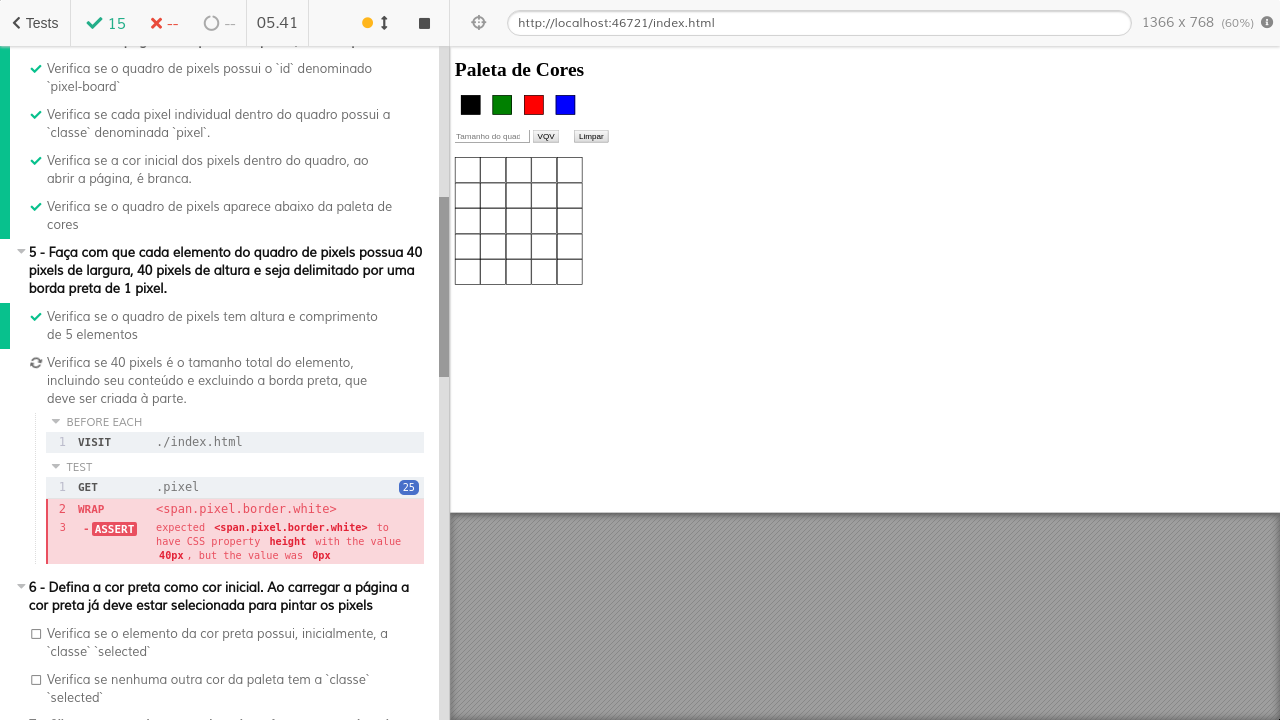 Tests
15
--
--
05.41
http://localhost:46721/index.html
1366 x 768 (60%)
Verifica se o quadro de pixels possui o `id` denominado
`pixel-board`
Verifica se cada pixel individual dentro do quadro possui a
`classe` denominada `pixel`.
Verifica se a cor inicial dos pixels dentro do quadro, ao
abrir a página, é branca.
Verifica se o quadro de pixels aparece abaixo da paleta de
cores
5 - Faça com que cada elemento do quadro de pixels possua 40
pixels de largura, 40 pixels de altura e seja delimitado por uma
borda preta de 1 pixel.
Verifica se o quadro de pixels tem altura e comprimento
de 5 elementos
Verifica se 40 pixels é o tamanho total do elemento,
incluindo seu conteúdo e excluindo a borda preta, que
deve ser criada à parte.
BEFORE EACH
1 VISIT ./index.html
TEST
1 GET .pixel 25
2 WRAP <span.pixel.border.white>
3 -ASSERT expected <span.pixel.border.white> to
have CSS property height with the value
40px, but the value was 0px
6 - Defina a cor preta como cor inicial. Ao carregar a página a
cor preta já deve estar selecionada para pintar os pixels
Verifica se o elemento da cor preta possui, inicialmente, a
`classe` `selected`
Verifica se nenhuma outra cor da paleta tem a `classe`
`selected`
Paleta de Cores
Tamanho do quac
VQV
Limpar